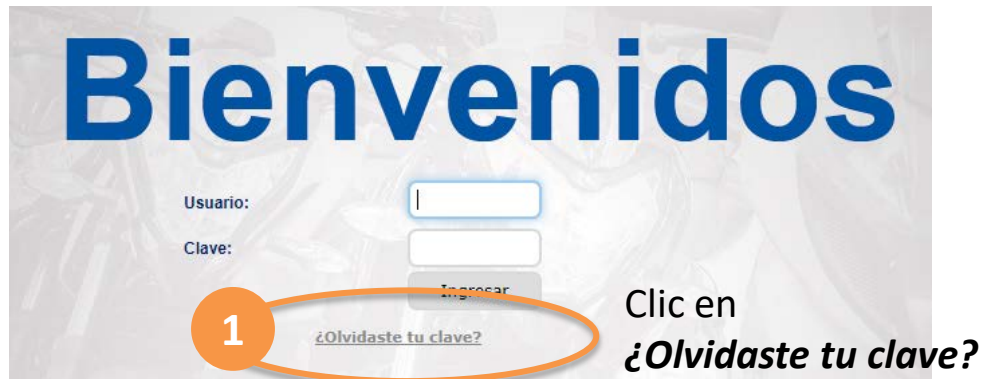 Bienvenidos
Usuario:
Clave:
Ingresar
1
¿Olvidaste tu clave?
Clic en
¿Olvidaste tu clave?